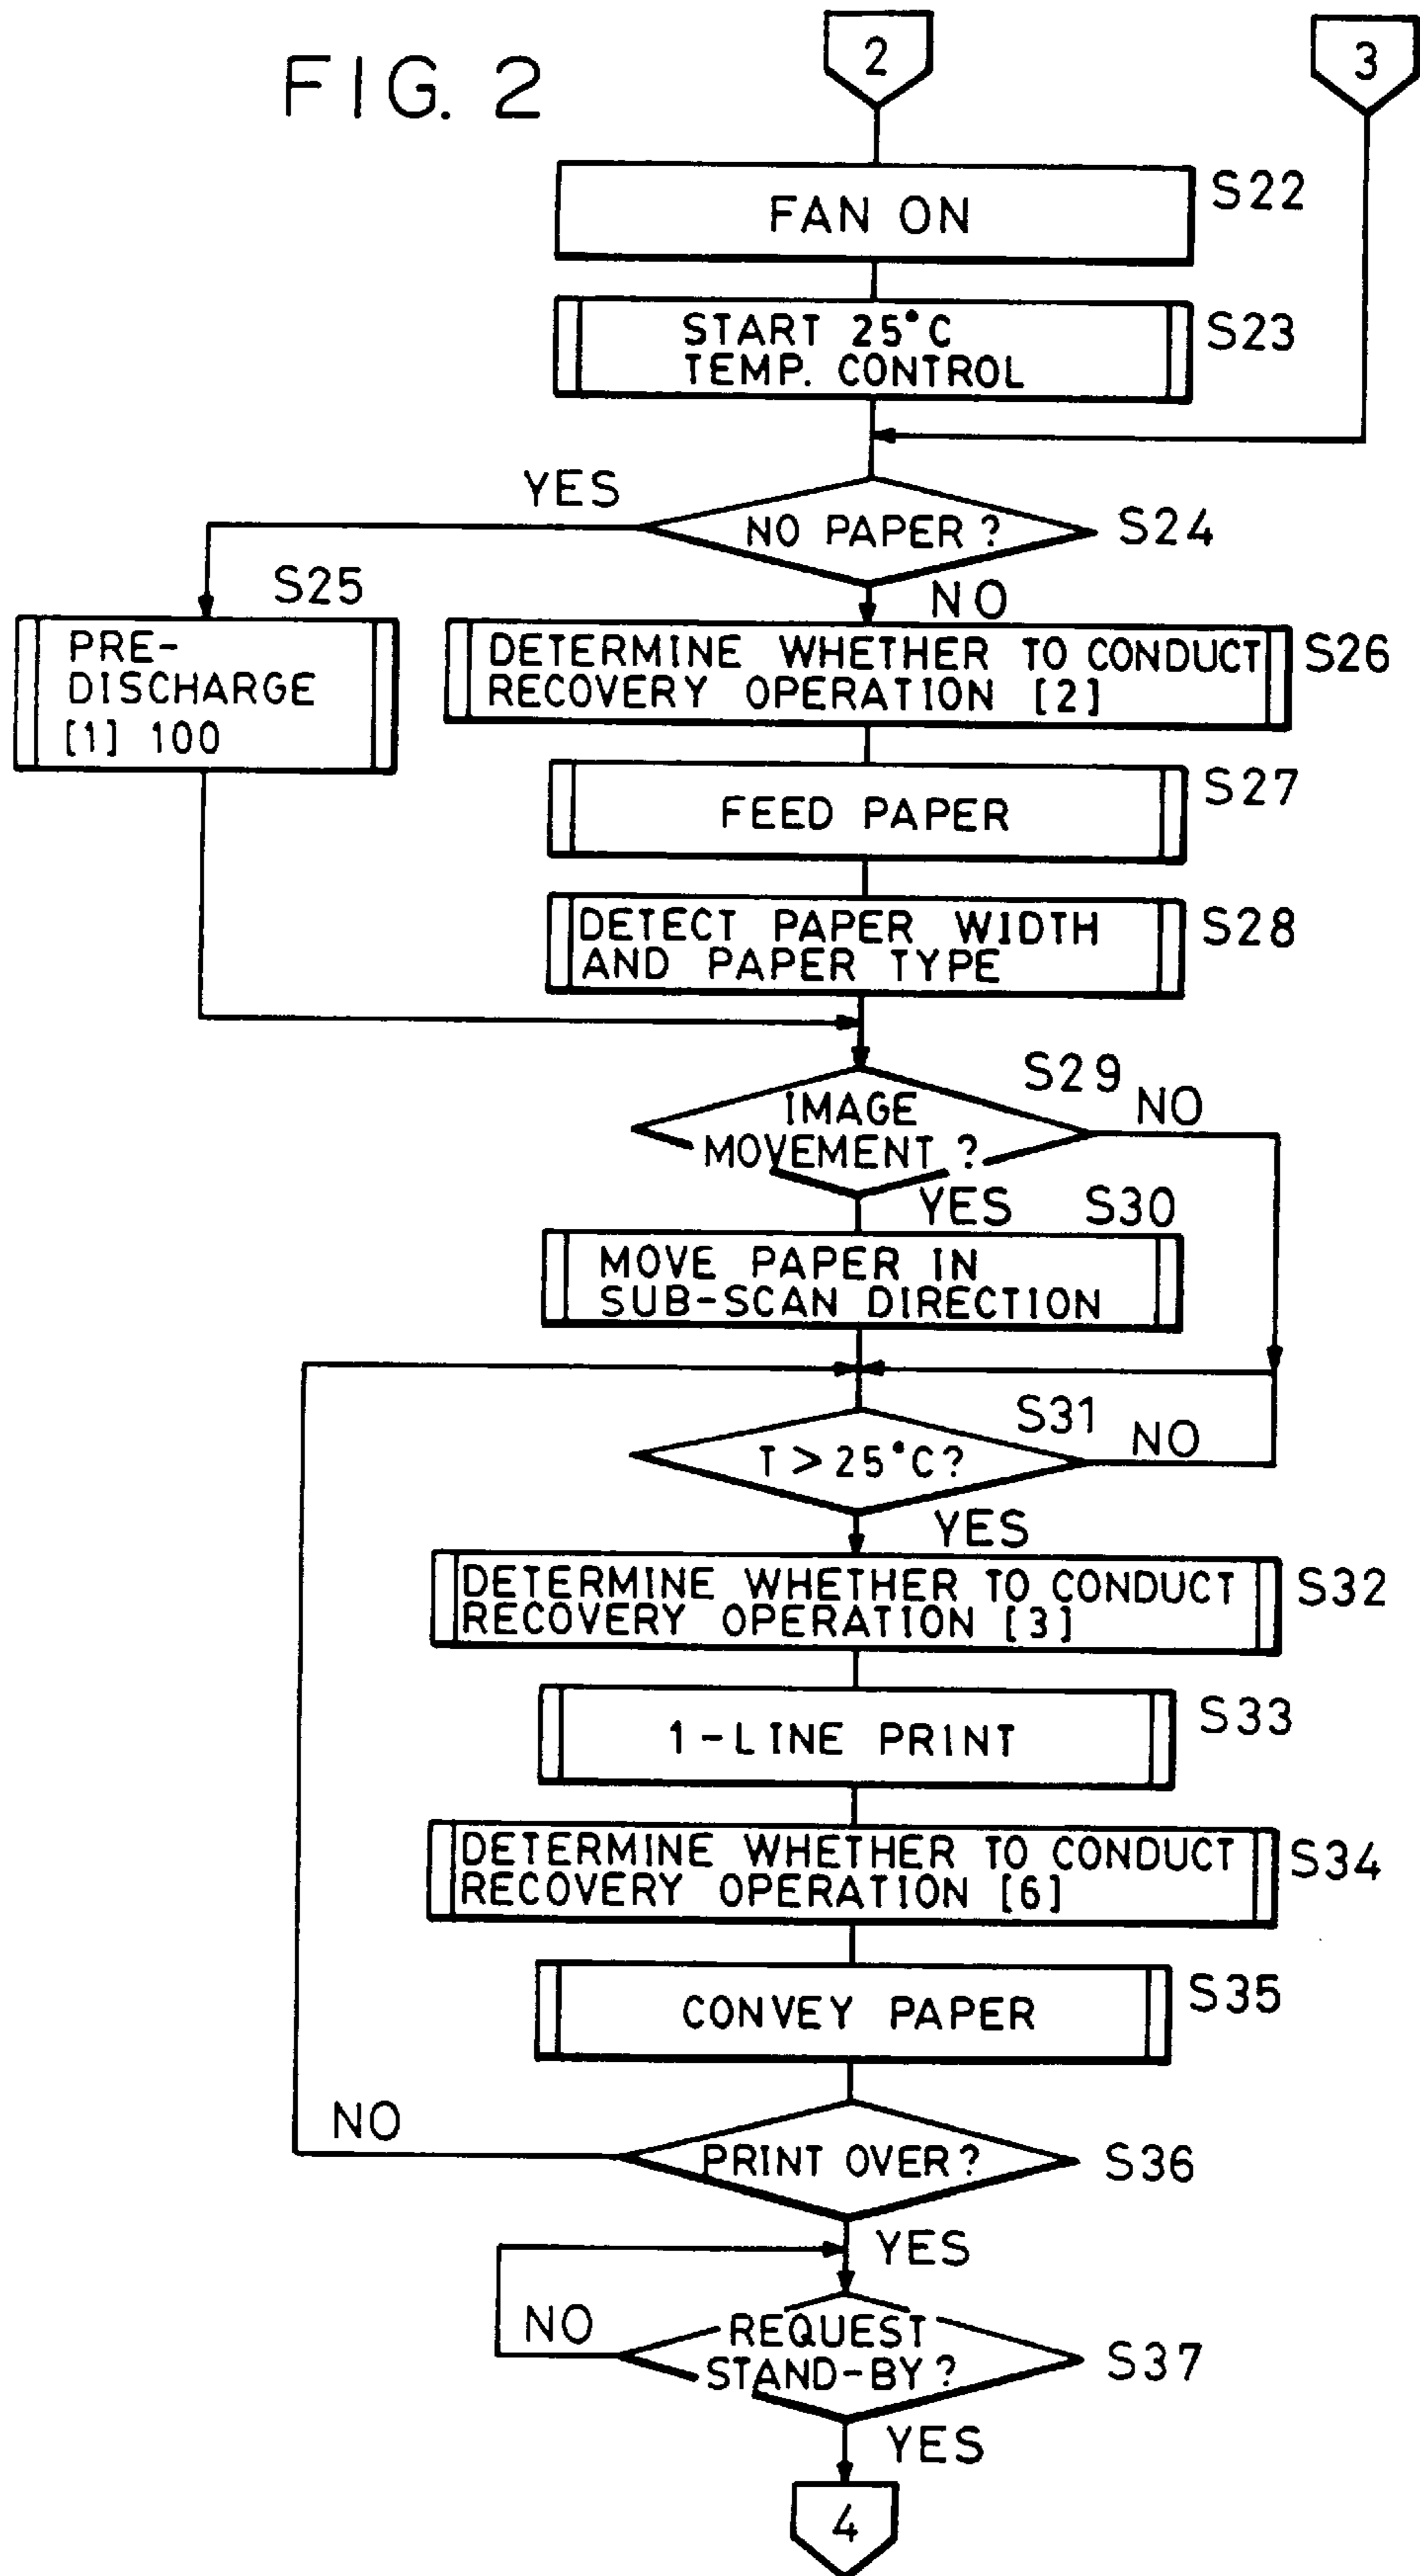 FIG. 2
2
3
FAN ON
S22
START 25°C
TEMP. CONTROL
S23
YES
NO PAPER?
S24
NO
S25
PRE-
DISCHARGE
[1] 100
DETERMINE WHETHER TO CONDUCT
RECOVERY OPERATION [2]
S26
FEED PAPER
S27
DETECT PAPER WIDTH
AND PAPER TYPE
S28
S29
IMAGE
MOVEMENT?
NO
YES
S30
MOVE PAPER IN
SUB-SCAN DIRECTION
S31
T > 25°C?
NO
YES
DETERMINE WHETHER TO CONDUCT
RECOVERY OPERATION [3]
S32
1-LINE PRINT
S33
DETERMINE WHETHER TO CONDUCT
RECOVERY OPERATION [6]
S34
CONVEY PAPER
S35
NO
PRINT OVER?
S36
YES
NO
REQUEST
STAND-BY?
S37
YES
4